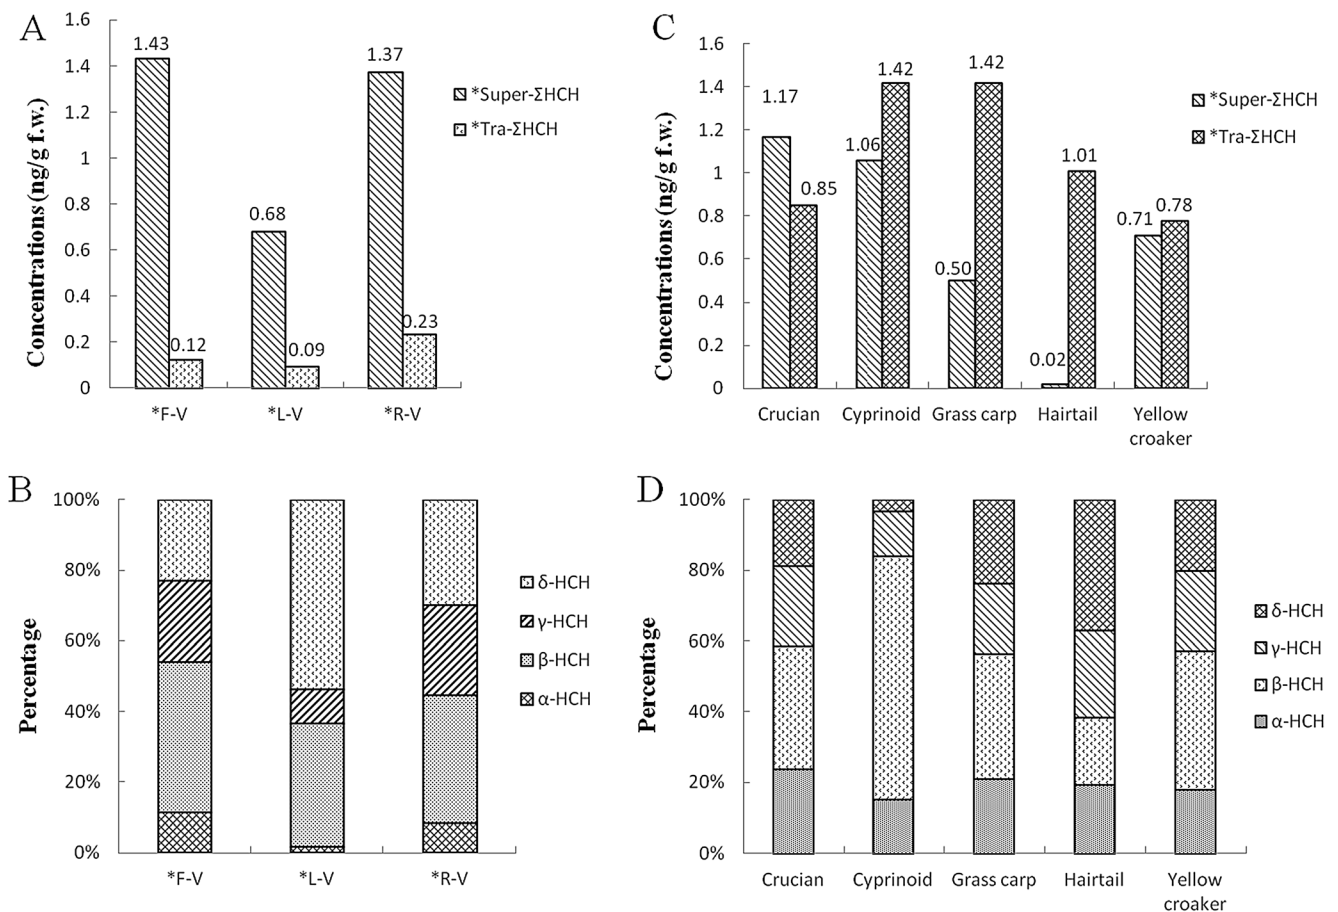 A
Concentrations (ng/g f.w.)
1.6
1.4
1.2
1
0.8
0.6
0.4
0.2
0
1.43
0.12
0.68
0.09
1.37
0.23
*F-V
*L-V
*R-V
*Super-ΣHCH
*Tra-ΣHCH
C
Concentrations (ng/g f.w.)
1.6
1.4
1.2
1
0.8
0.6
0.4
0.2
0
1.17
0.85
1.06
1.42
0.50
1.42
0.02
1.01
0.71
0.78
Crucian
Cyprinoid
Grass carp
Hairtail
Yellow
croaker
*Super-ΣHCH
*Tra-ΣHCH
B
Percentage
100%
80%
60%
40%
20%
0%
*F-V
*L-V
*R-V
δ-HCH
γ-HCH
β-HCH
α-HCH
D
Percentage
100%
80%
60%
40%
20%
0%
Crucian
Cyprinoid
Grass carp
Hairtail
Yellow
croaker
δ-HCH
γ-HCH
β-HCH
α-HCH